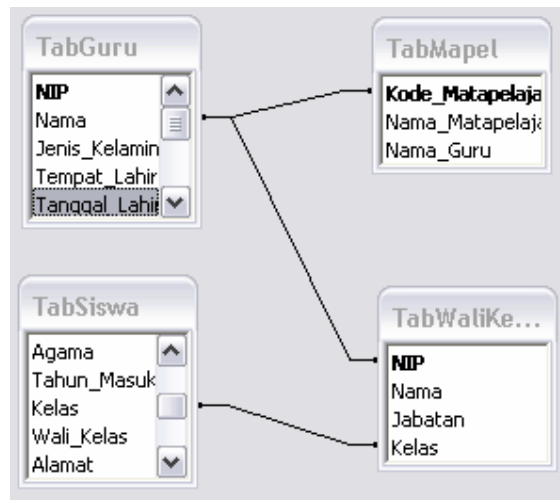 TabGuru
NIP
Nama
Jenis_Kelamin
Tempat_Lahir
Tanggal_Lahir
TabMapel
Kode_Matapelaja
Nama_Matapelaja
Nama_Guru
TabSiswa
Agama
Tahun_Masuk
Kelas
Wali_Kelas
Alamat
TabWaliKe...
NIP
Nama
Jabatan
Kelas